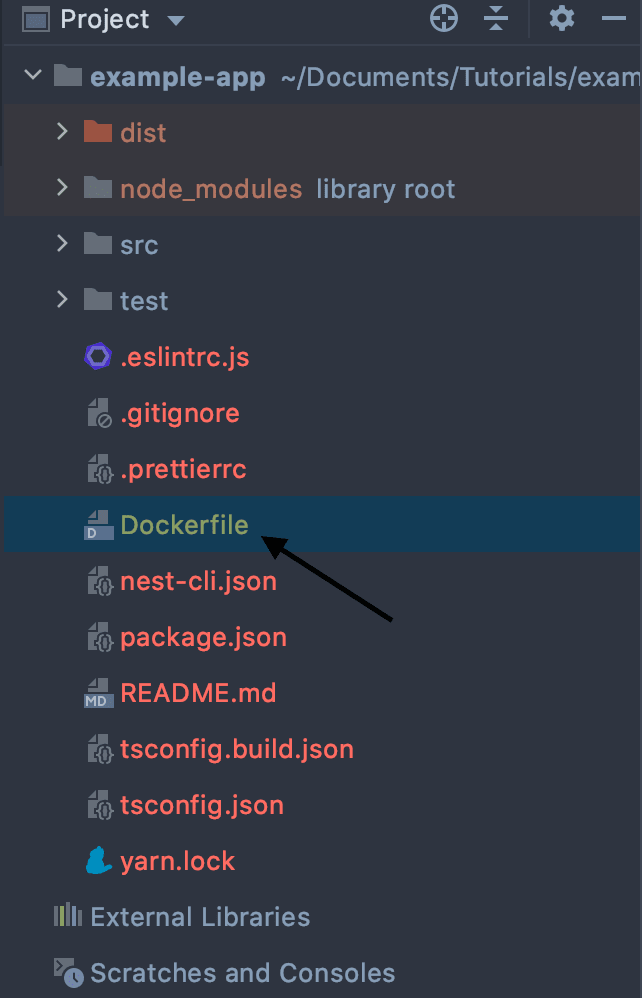 Project
example-app ~/Documents/Tutorials/exam
dist
node_modules library root
src
test
.eslintrc.js
.gitignore
.prettierrc
D Dockerfile
nest-cli.json
package.json
MD README.md
tsconfig.build.json
tsconfig.json
yarn.lock
External Libraries
Scratches and Consoles